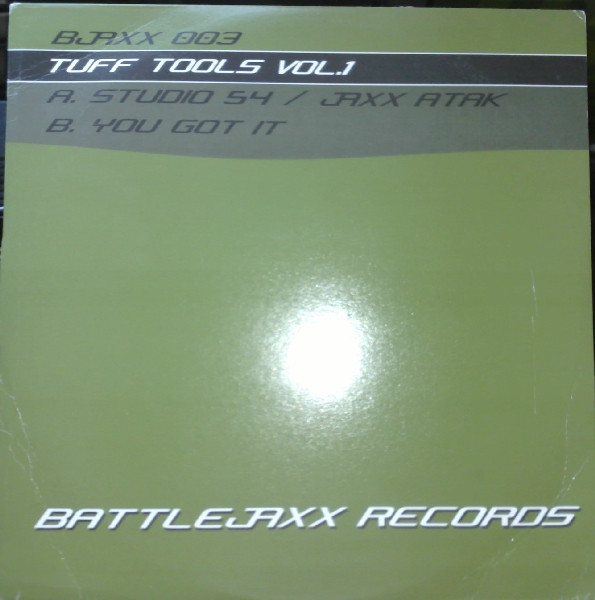 BJAXX 003
TUFF TOOLS VOL.1
A. STUDIO 54 / JAXX ATAK
B. YOU GOT IT
BATTLEJAXX RECORDS